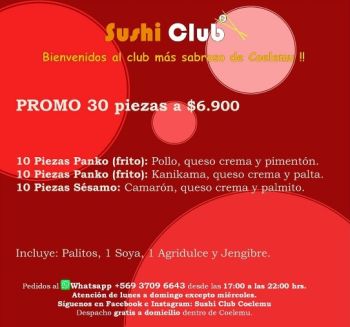 Sushi Club
Bienvenidos al club más sabroso de Coelemu !!
PROMO 30 piezas a $6.900
10 Piezas Panko (frito): Pollo, queso crema y pimentón.
10 Piezas Panko (frito): Kanikama, queso crema y palta.
10 Piezas Sésamo: Camarón, queso crema y palmito.
Incluye: Palitos, 1 Soya, 1 Agridulce y Jengibre.
Pedidos al Whatsapp +569 3709 6643 desde las 17:00 a las 22:00 hrs.
Atención de lunes a domingo excepto miércoles.
Síguenos en Facebook e Instagram: Sushi Club Coelemu
Despacho gratis a domicilio dentro de Coelemu.